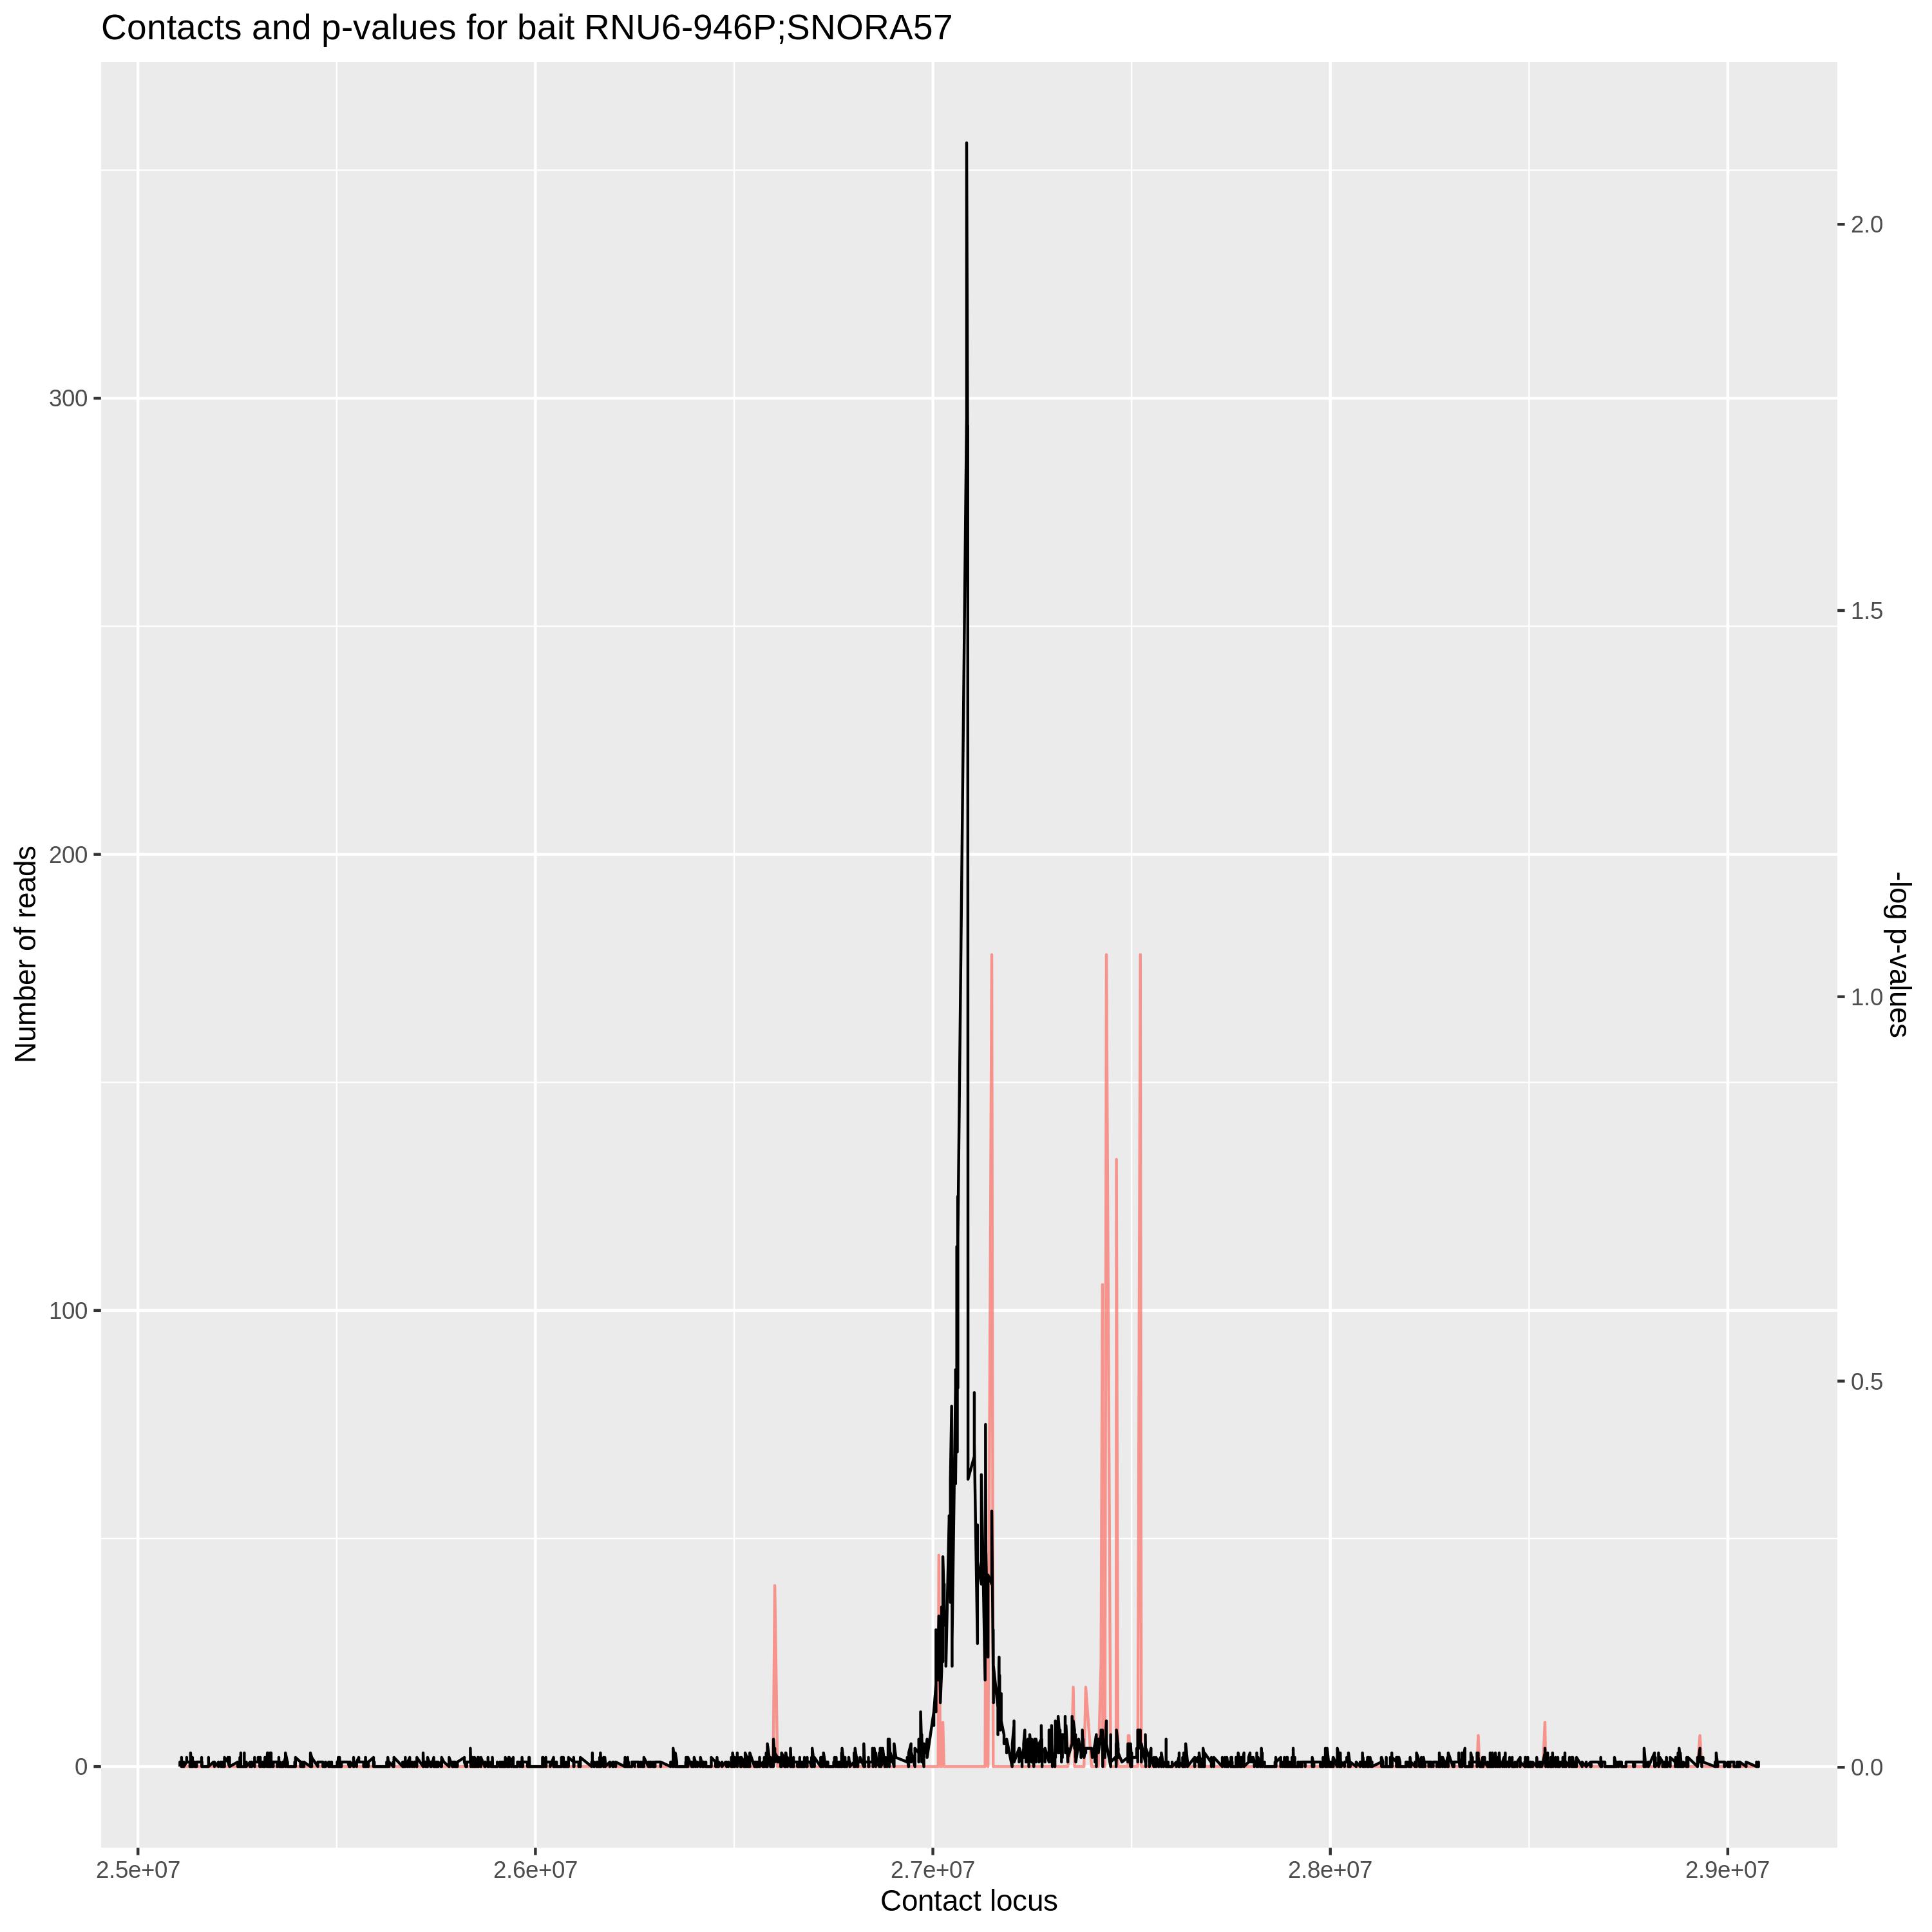 Contacts and p-values for bait RNU6-946P;SNORA57
Number of reads
300
200
100
0
2.0
1.5
1.0
0.5
0.0
-log p-values
2.5e+07 2.6e+07 2.7e+07 2.8e+07 2.9e+07
Contact locus